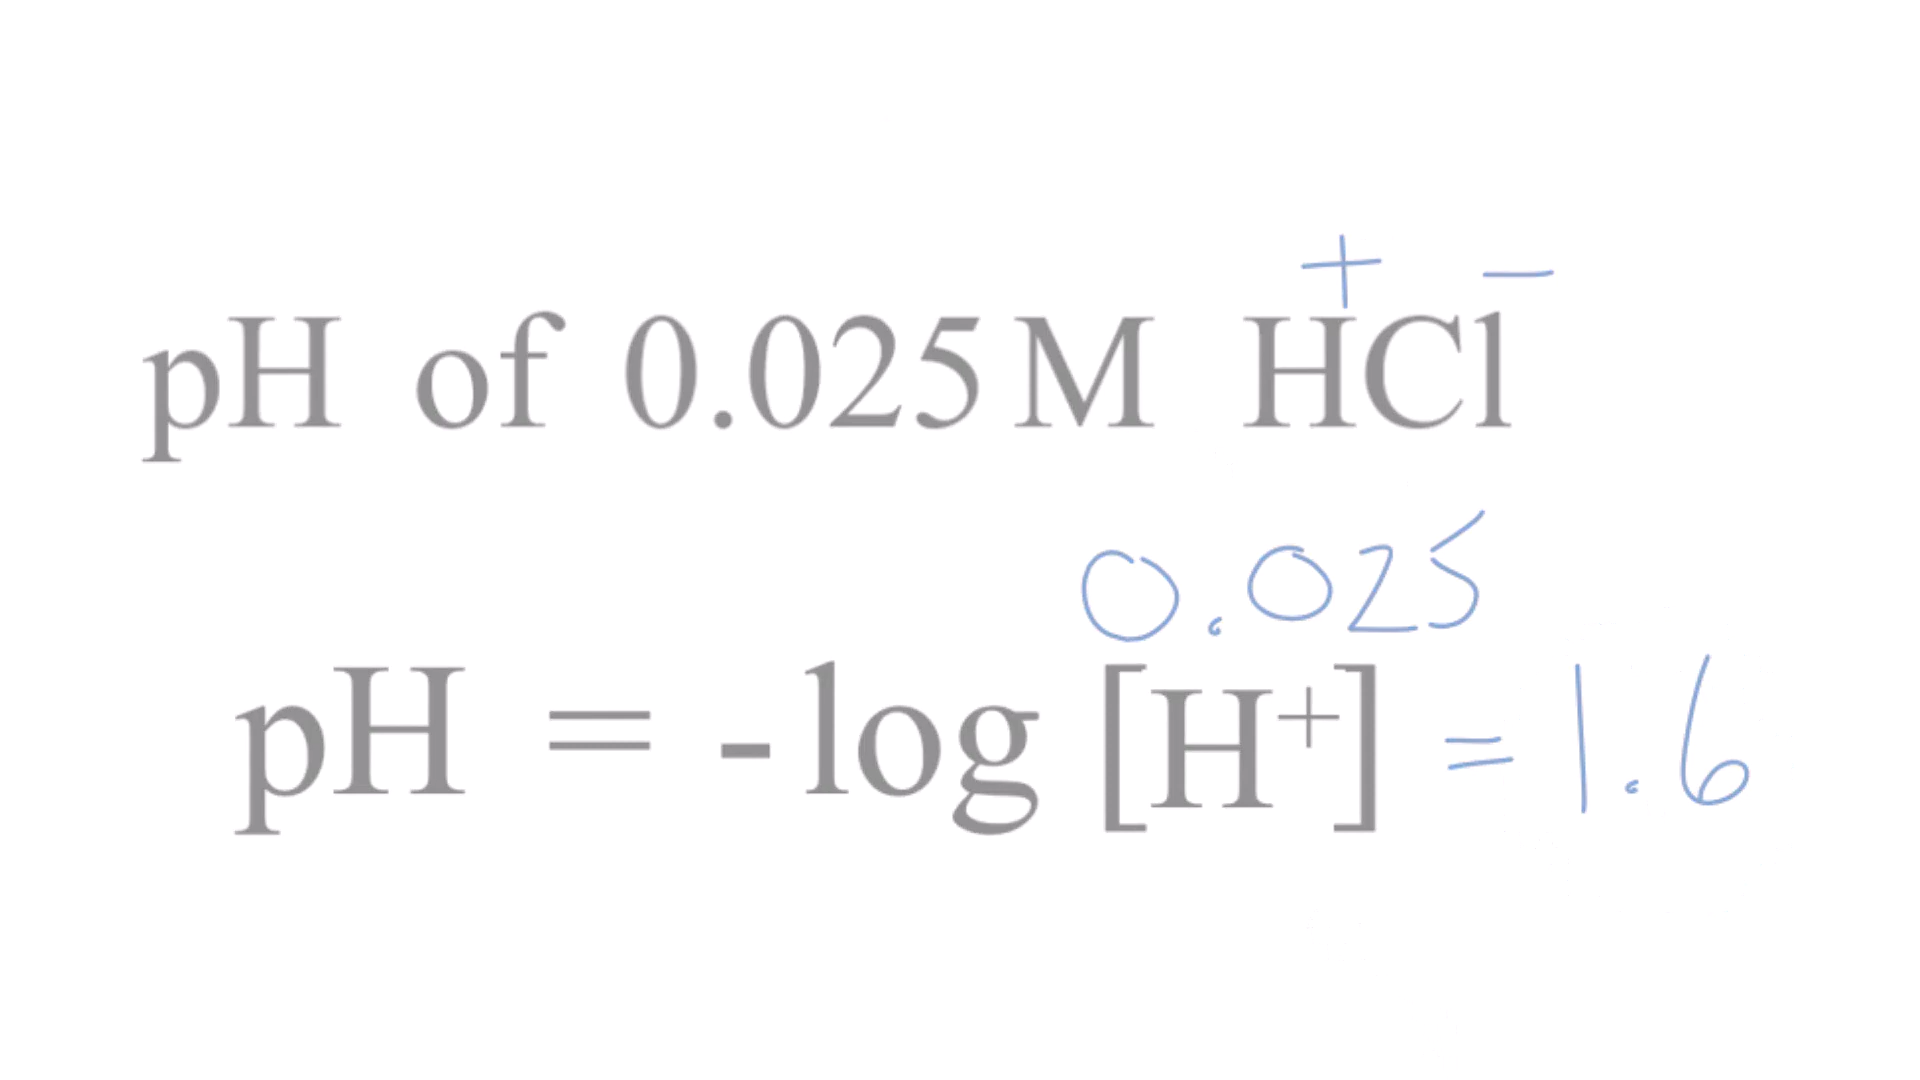 + −
pH of 0.025 M HCl
0.025
pH = -log [H⁺] = 1.6